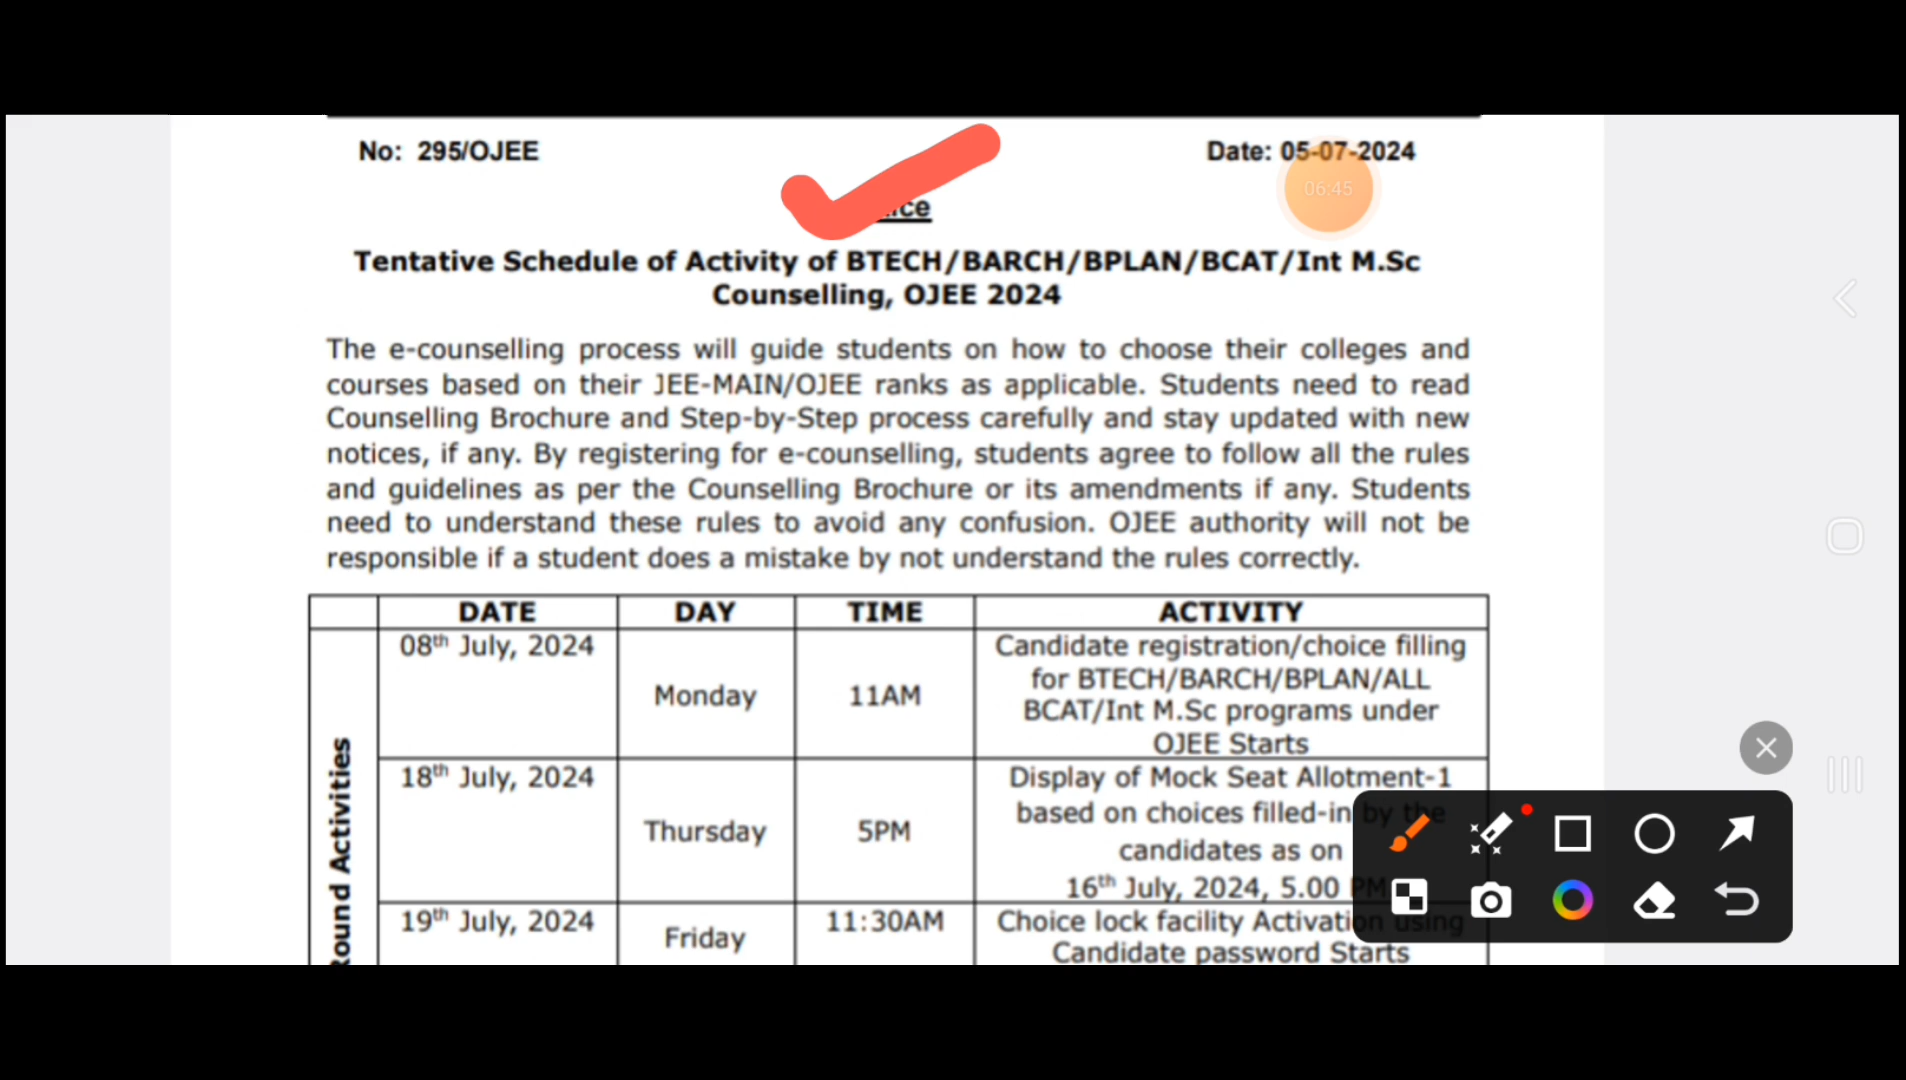 No: 295/OJEE
Date: 05-07-2024
06:45
Tentative Schedule of Activity of BTECH/BARCH/BPLAN/BCAT/Int M.Sc
Counselling, OJEE 2024
The e-counselling process will guide students on how to choose their colleges and
courses based on their JEE-MAIN/OJEE ranks as applicable. Students need to read
Counselling Brochure and Step-by-Step process carefully and stay updated with new
notices, if any. By registering for e-counselling, students agree to follow all the rules
and guidelines as per the Counselling Brochure or its amendments if any. Students
need to understand these rules to avoid any confusion. OJEE authority will not be
responsible if a student does a mistake by not understand the rules correctly.
DATE DAY TIME ACTIVITY
Round Activities
08th July, 2024
Monday
11AM
Candidate registration/choice filling
for BTECH/BARCH/BPLAN/ALL
BCAT/Int M.Sc programs under
OJEE Starts
18th July, 2024
Thursday
5PM
Display of Mock Seat Allotment-1
based on choices filled-in by the
candidates as on
16th July, 2024, 5.00 PM
19th July, 2024
Friday
11:30AM
Choice lock facility Activation using
Candidate password Starts